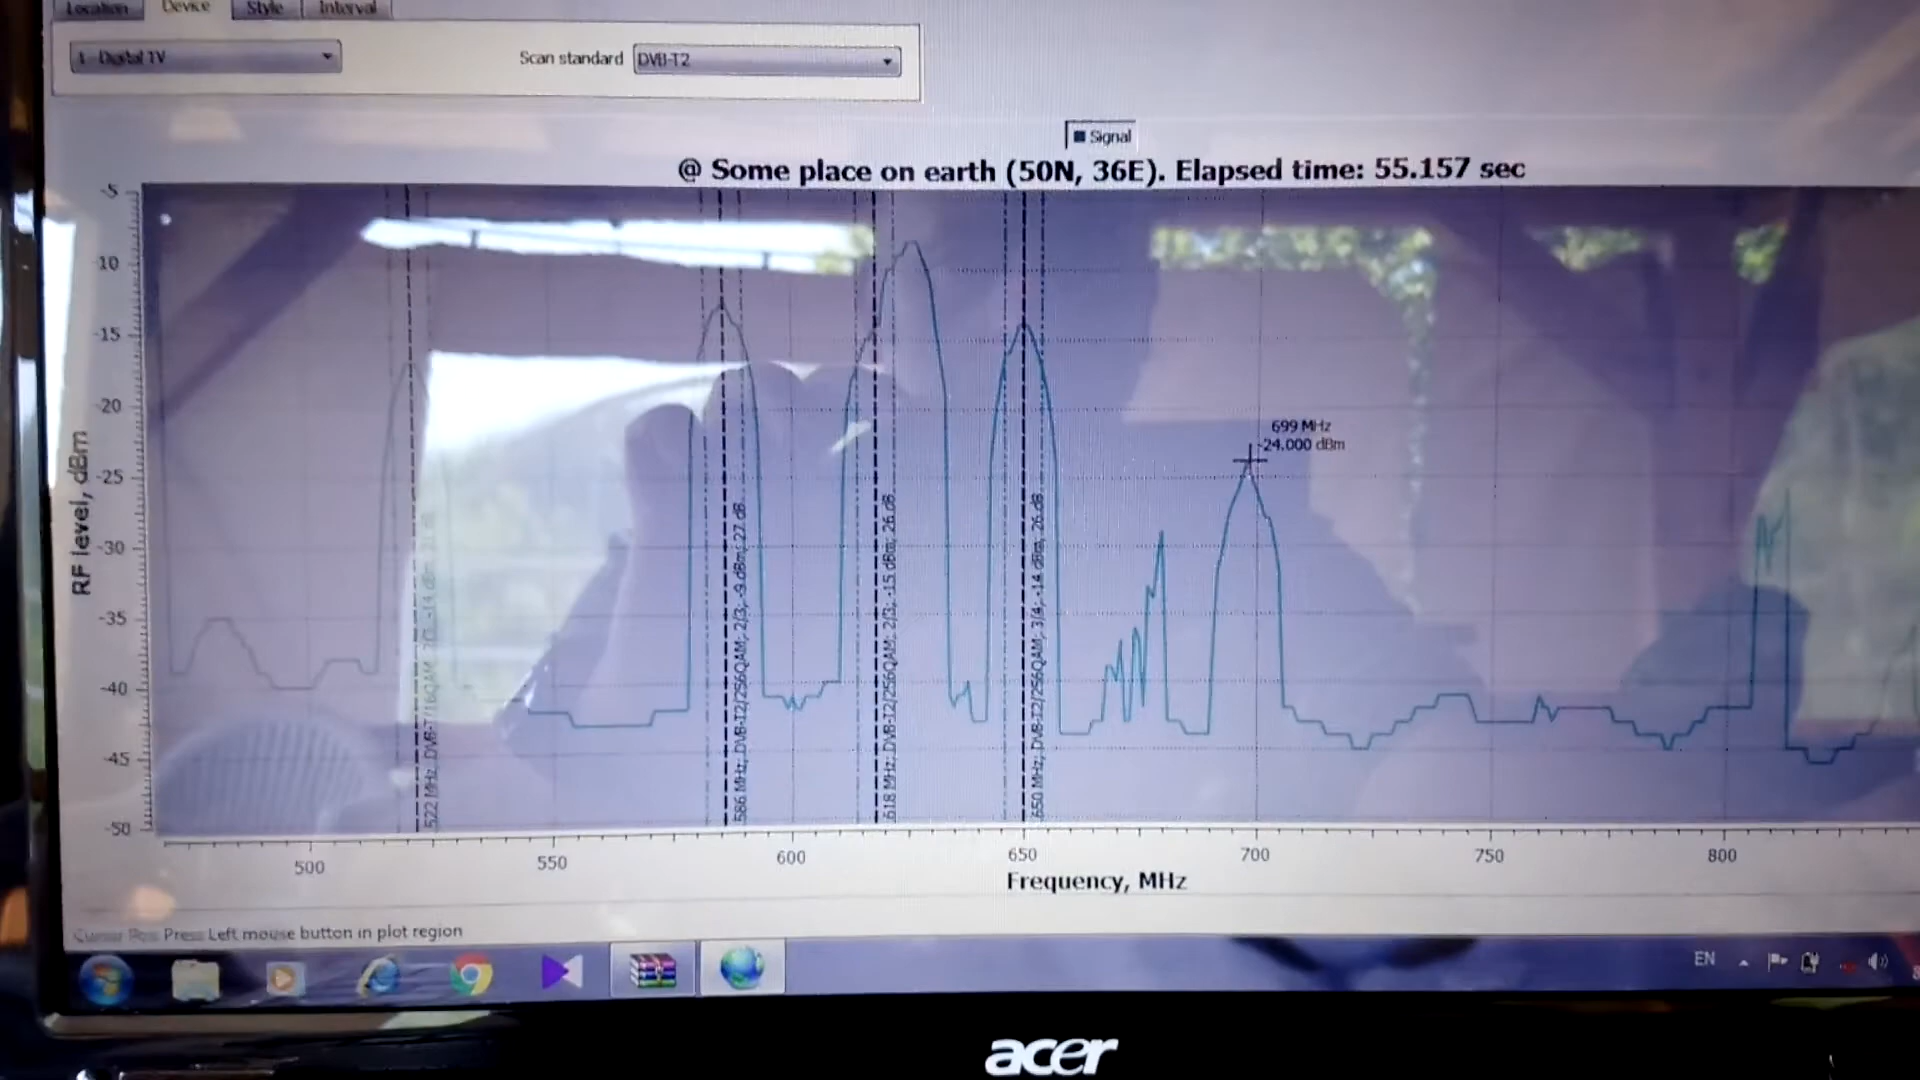 Location Device Style Interval
1 - Digital TV
Scan standard DVB-T2
Signal
@ Some place on earth (50N, 36E). Elapsed time: 55.157 sec
-5
-10
-15
-20
-25
-30
-35
-40
-45
-50
RF level, dBm
522 MHz, DVB-T/16QAM, -14 dBm
586 MHz; DVB-T2/256QAM; 2/3; -9 dBm; 27 dB
618 MHz; DVB-T2/256QAM; 2/3; -15 dBm; 26 dB
650 MHz; DVB-T2/256QAM; 3/4; -14 dBm; 26 dB
699 MHz
-24.000 dBm
500 550 600 650 700 750 800
Frequency, MHz
Cursor Pos: Press Left mouse button in plot region
EN
acer